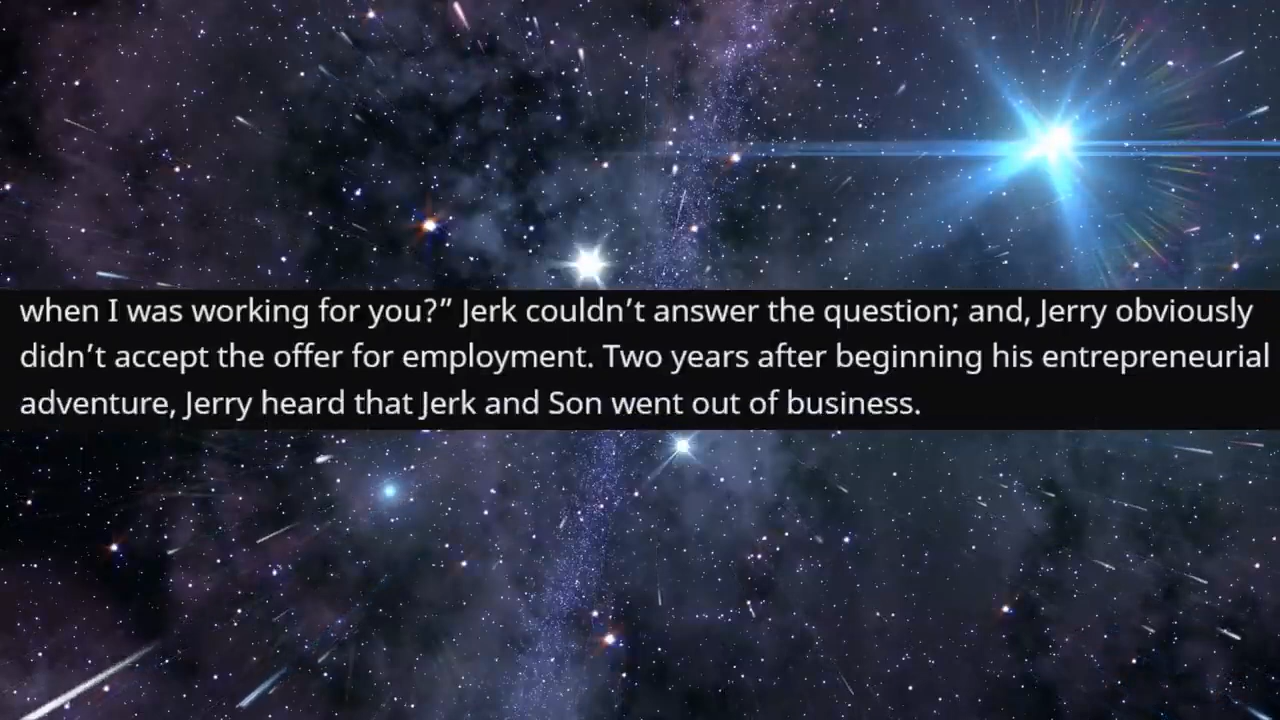 when I was working for you?” Jerk couldn’t answer the question; and, Jerry obviously
didn’t accept the offer for employment. Two years after beginning his entrepreneurial
adventure, Jerry heard that Jerk and Son went out of business.